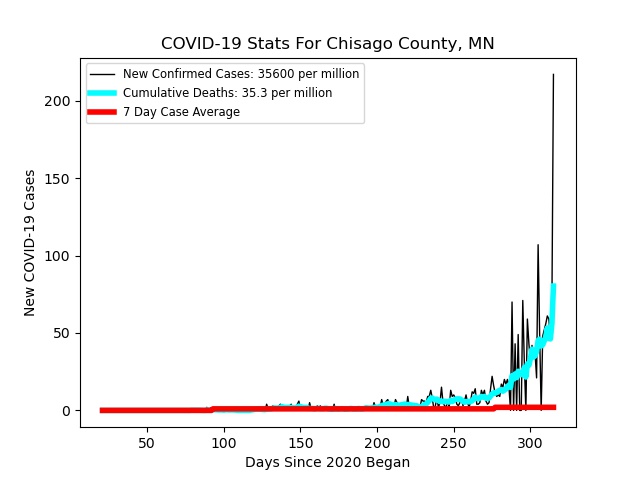 COVID-19 Stats For Chisago County, MN
New Confirmed Cases: 35600 per million
Cumulative Deaths: 35.3 per million
7 Day Case Average
New COVID-19 Cases
200
150
100
50
0
50 100 150 200 250 300
Days Since 2020 Began